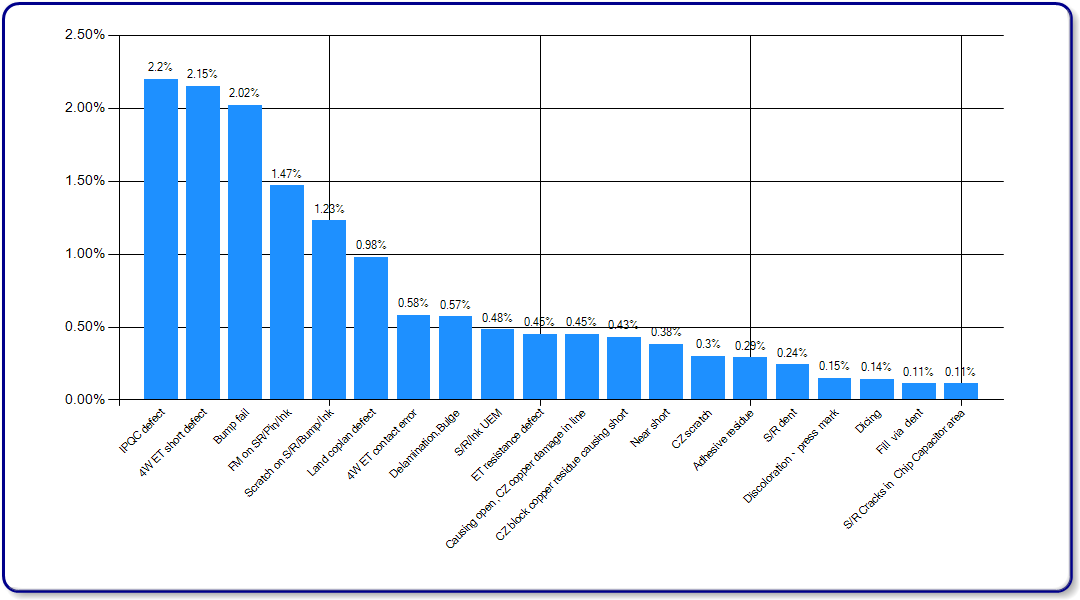 2.50%
2.00%
1.50%
1.00%
0.50%
0.00%
2.2%
2.15%
2.02%
1.47%
1.23%
0.98%
0.58%
0.57%
0.48%
0.45%
0.45%
0.43%
0.38%
0.3%
0.29%
0.24%
0.15%
0.14%
0.11%
0.11%
IPQC defect
4W ET short defect
Bump fail
FM on SR/Pin/Ink
Scratch on S/R/Bump/Ink
Land coplan defect
4W ET contact error
Delamination,Bulge
S/R/Ink UEM
ET resistance defect
Causing open , CZ copper damage in line
CZ block copper residue causing short
Near short
CZ scratch
Adhesive residue
S/R dent
Discoloration、press mark
Dicing
Fill via dent
S/R Cracks in Chip Capacitor area